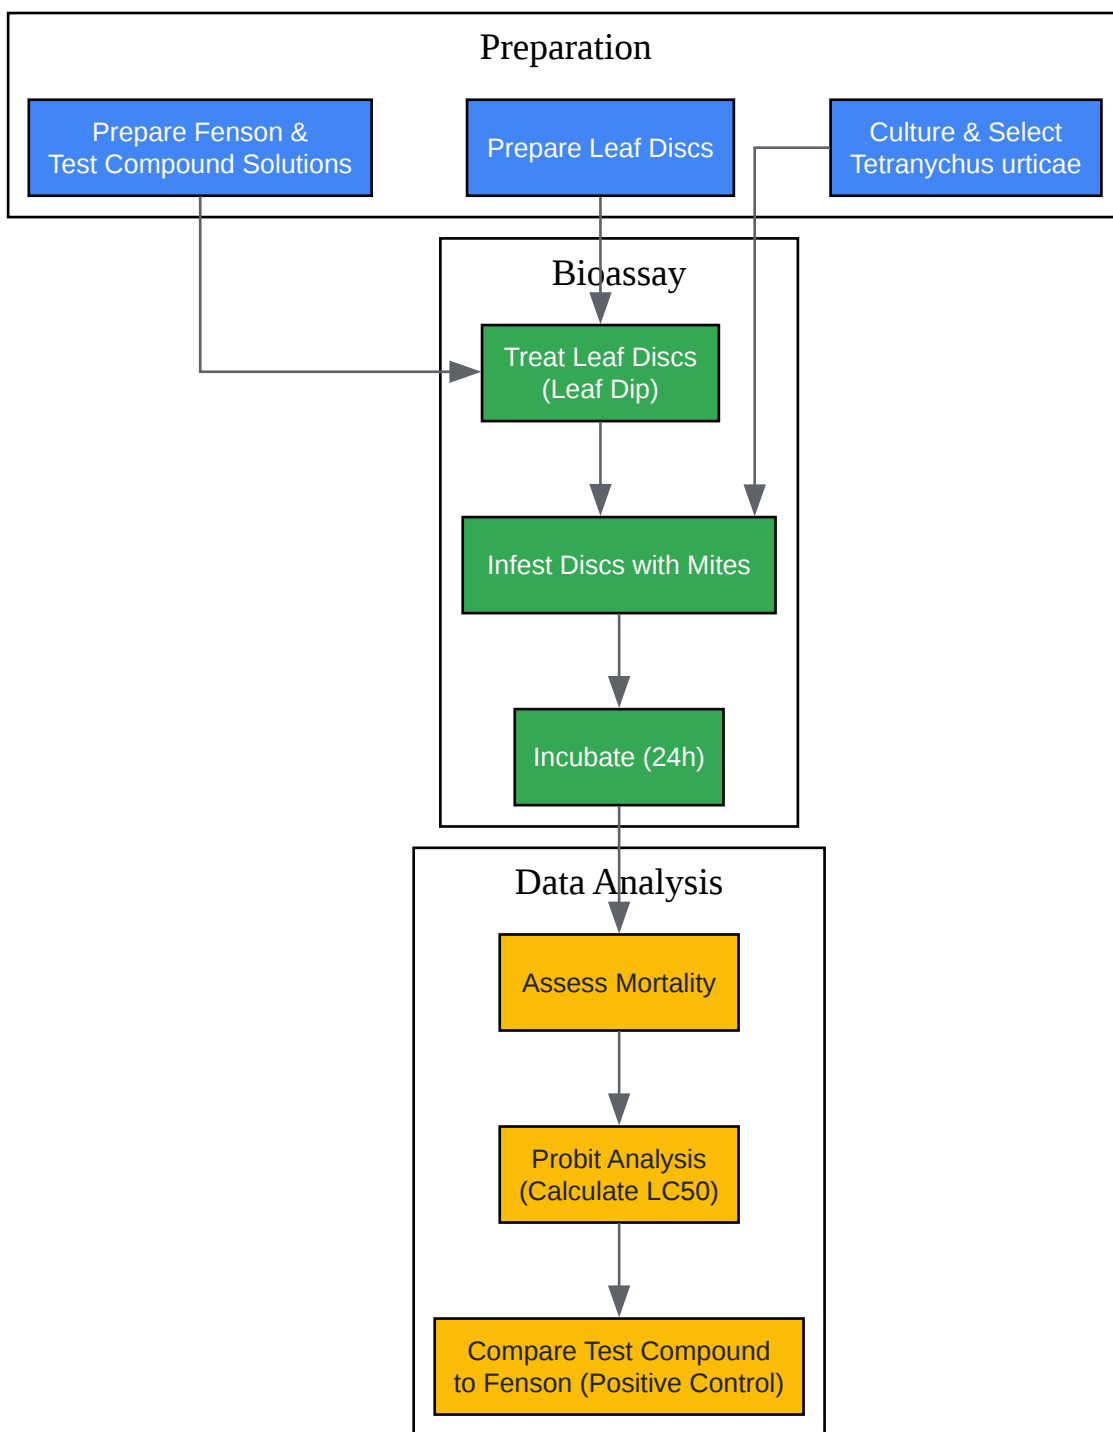 Preparation
Prepare Fenson &
Test Compound Solutions
Prepare Leaf Discs
Culture & Select
Tetranychus urticae
Bioassay
Treat Leaf Discs
(Leaf Dip)
Infest Discs with Mites
Incubate (24h)
Data Analysis
Assess Mortality
Probit Analysis
(Calculate LC50)
Compare Test Compound
to Fenson (Positive Control)